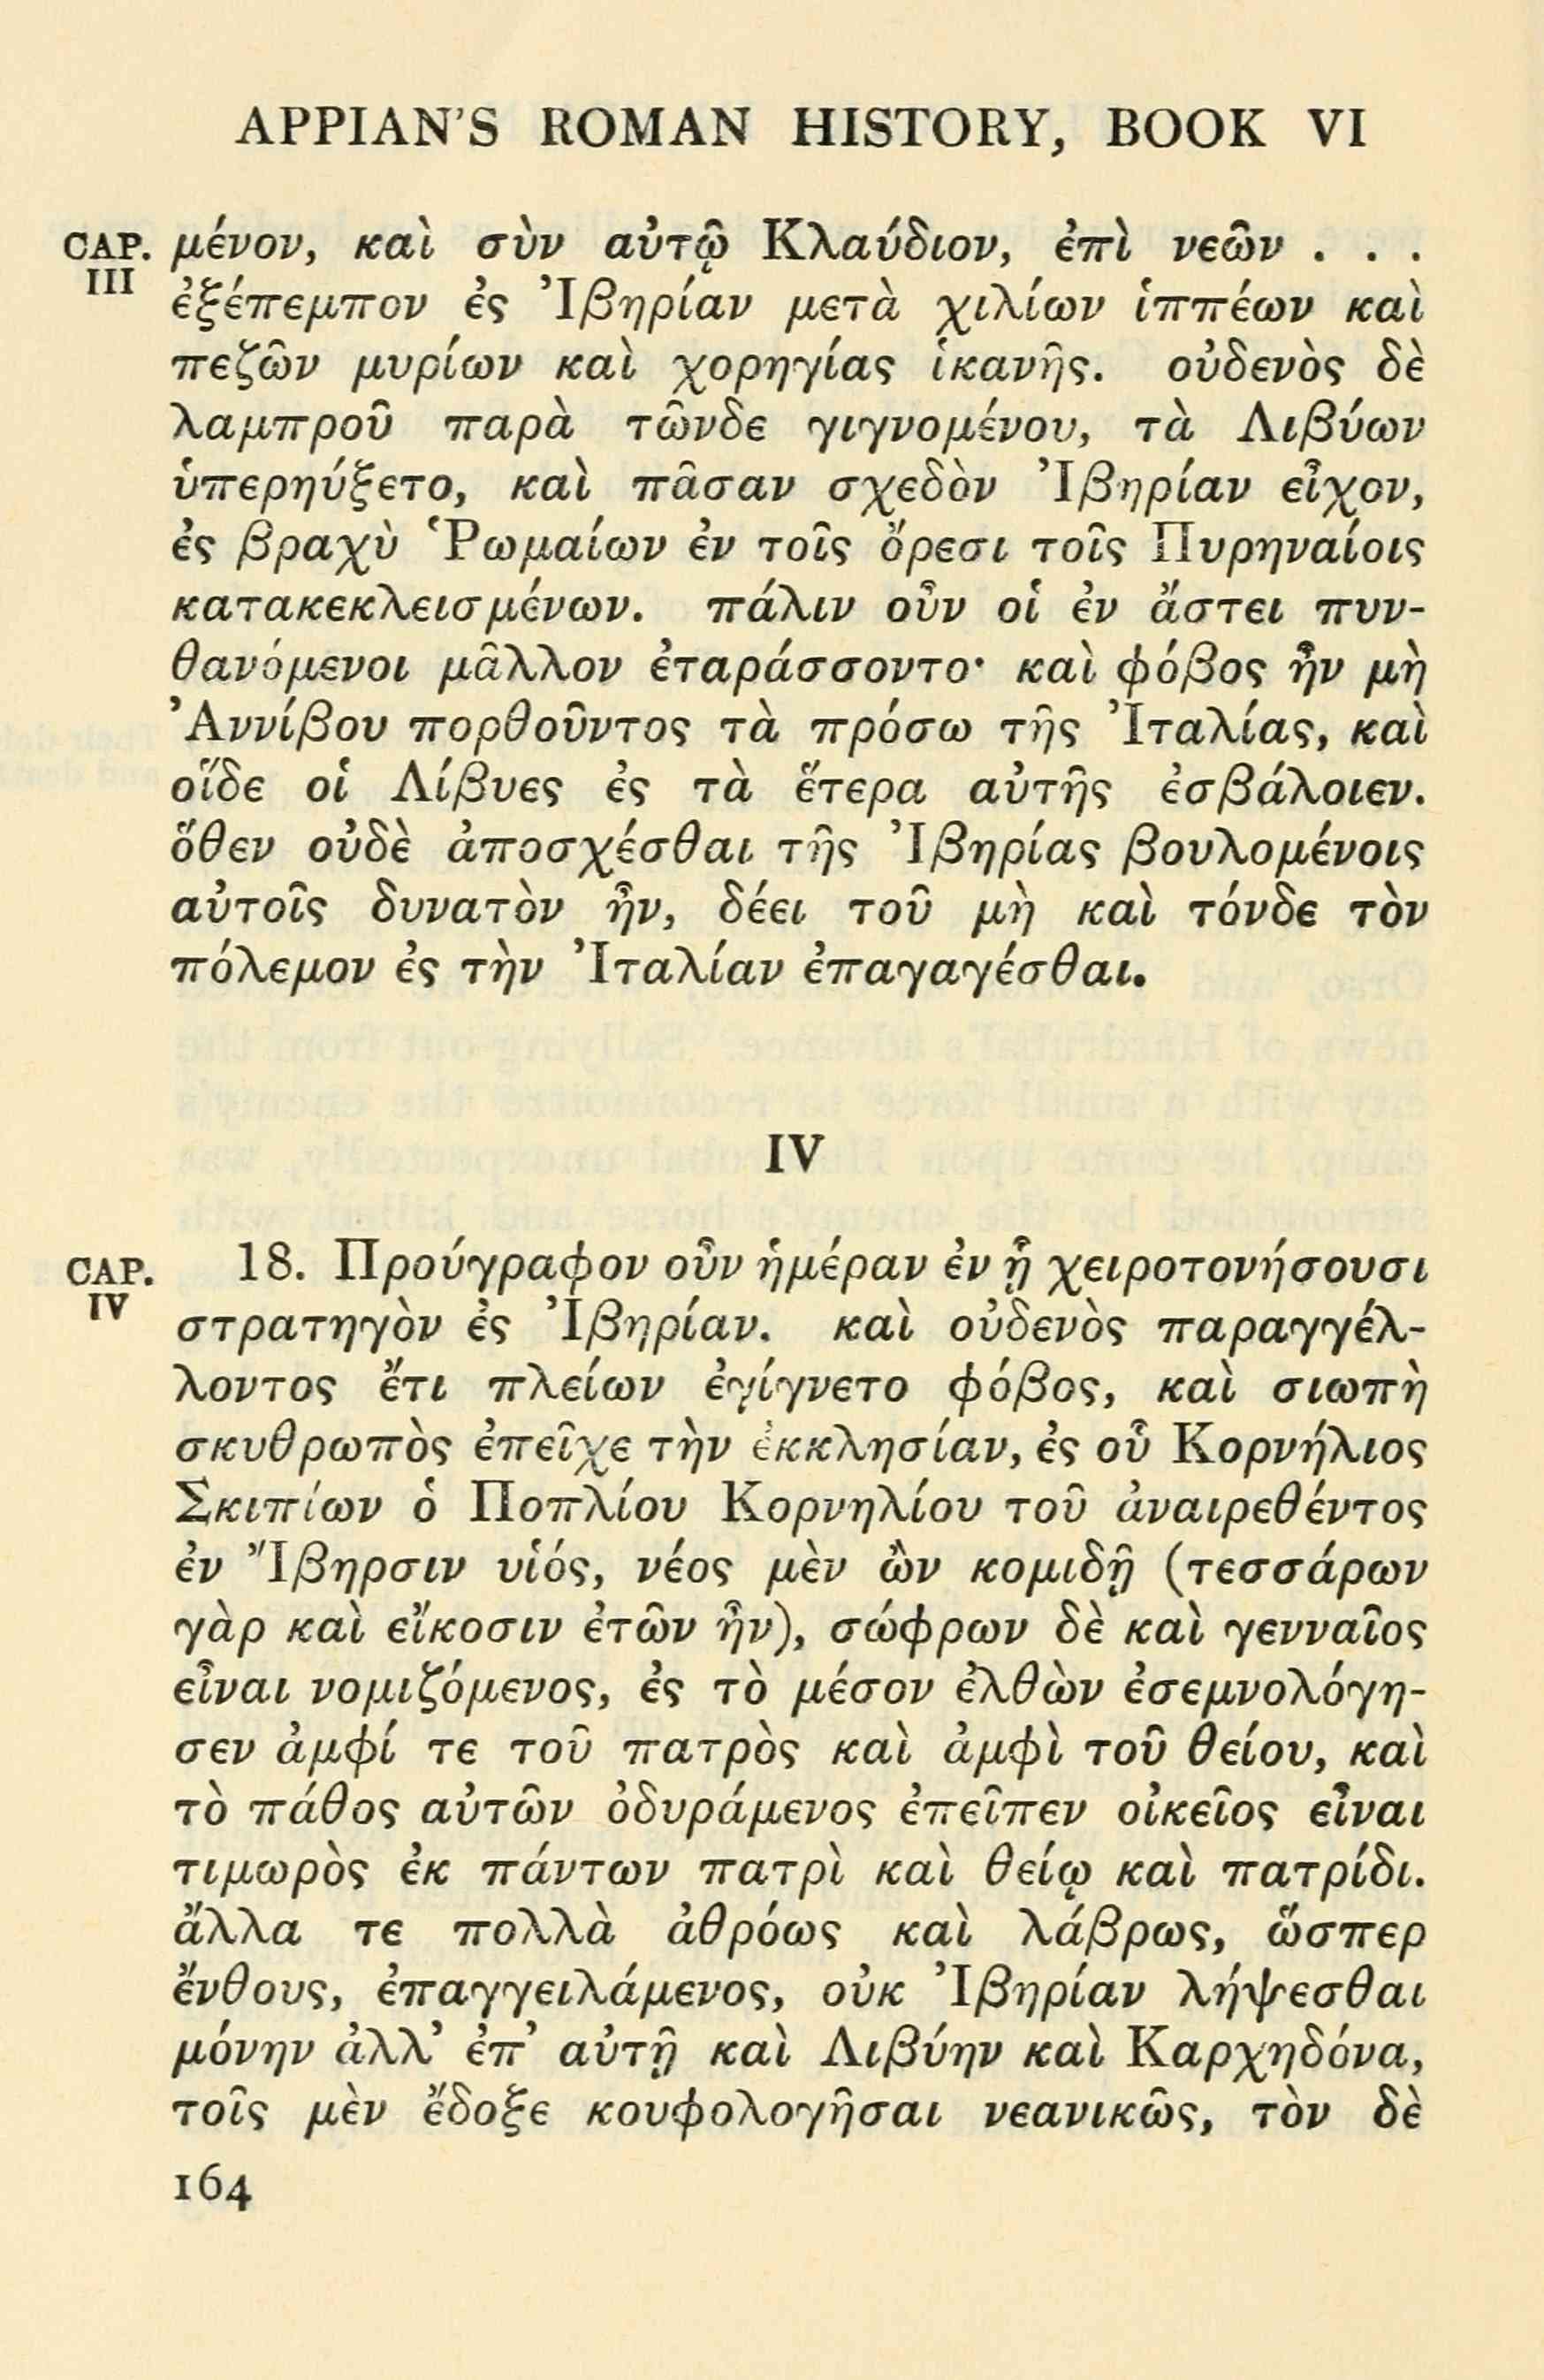 APPIAN'S ROMAN HISTORY, BOOK VI
CAP. III
μένον, καὶ σὺν αὐτῷ Κλαύδιον, ἐπὶ νεῶν . . .
ἐξέπεμπον ἐς Ἰβηρίαν μετὰ χιλίων ἱππέων καὶ
πεζῶν μυρίων καὶ χορηγίας ἱκανῆς. οὐδενὸς δὲ
λαμπροῦ παρὰ τῶνδε γιγνομένου, τὰ Λιβύων
ὑπερηύξετο, καὶ πᾶσαν σχεδὸν Ἰβηρίαν εἶχον,
ἐς βραχὺ Ῥωμαίων ἐν τοῖς ὄρεσι τοῖς Πυρηναίοις
κατακεκλεισμένων. πάλιν οὖν οἱ ἐν ἄστει πυν-
θανόμενοι μᾶλλον ἐταράσσοντο· καὶ φόβος ἦν μὴ
Ἀννίβου πορθοῦντος τὰ πρόσω τῆς Ἰταλίας, καὶ
οἵδε οἱ Λίβυες ἐς τὰ ἕτερα αὐτῆς ἐσβάλοιεν.
ὅθεν οὐδὲ ἀποσχέσθαι τῆς Ἰβηρίας βουλομένοις
αὐτοῖς δυνατὸν ἦν, δέει τοῦ μὴ καὶ τόνδε τὸν
πόλεμον ἐς τὴν Ἰταλίαν ἐπαγαγέσθαι.
IV
CAP. IV
18. Προύγραφον οὖν ἡμέραν ἐν ᾗ χειροτονήσουσι
στρατηγὸν ἐς Ἰβηρίαν. καὶ οὐδενὸς παραγγέλ-
λοντος ἔτι πλείων ἐγίγνετο φόβος, καὶ σιωπὴ
σκυθρωπὸς ἐπεῖχε τὴν ἐκκλησίαν, ἐς οὗ Κορνήλιος
Σκιπίων ὁ Ποπλίου Κορνηλίου τοῦ ἀναιρεθέντος
ἐν Ἴβηρσιν υἱός, νέος μὲν ὢν κομιδῇ (τεσσάρων
γὰρ καὶ εἴκοσιν ἐτῶν ἦν), σώφρων δὲ καὶ γενναῖος
εἶναι νομιζόμενος, ἐς τὸ μέσον ἐλθὼν ἐσεμνολόγη-
σεν ἀμφί τε τοῦ πατρὸς καὶ ἀμφὶ τοῦ θείου, καὶ
τὸ πάθος αὐτῶν ὀδυράμενος ἐπεῖπεν οἰκεῖος εἶναι
τιμωρὸς ἐκ πάντων πατρὶ καὶ θείῳ καὶ πατρίδι.
ἄλλα τε πολλὰ ἀθρόως καὶ λάβρως, ὥσπερ
ἔνθους, ἐπαγγειλάμενος, οὐκ Ἰβηρίαν λήψεσθαι
μόνην ἀλλ' ἐπ' αὐτῇ καὶ Λιβύην καὶ Καρχηδόνα,
τοῖς μὲν ἔδοξε κουφολογῆσαι νεανικῶς, τὸν δὲ
164